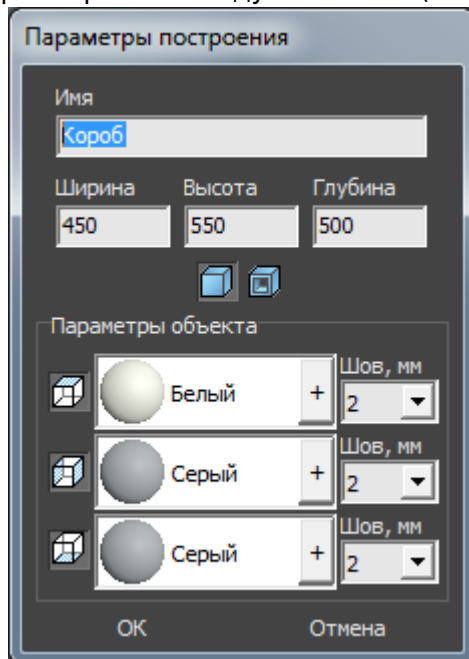 Параметры построения
Имя
Короб
Ширина Высота Глубина
450 550 500
Параметры объекта
Шов, мм
Белый + 2
Шов, мм
Серый + 2
Шов, мм
Серый + 2
ОК Отмена